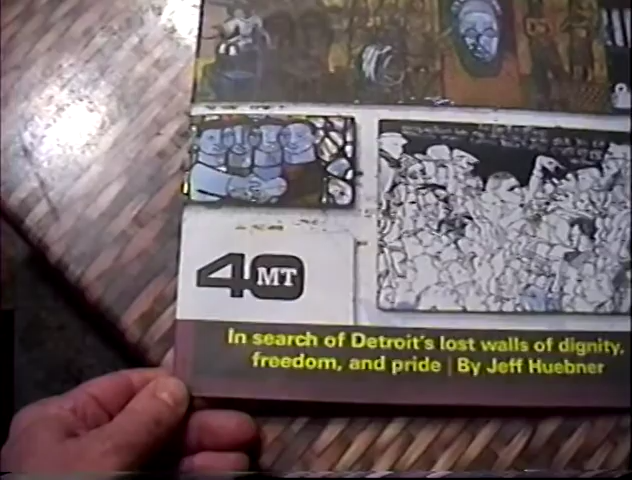 40
MT
In search of Detroit's lost walls of dignity,
freedom, and pride | By Jeff Huebner